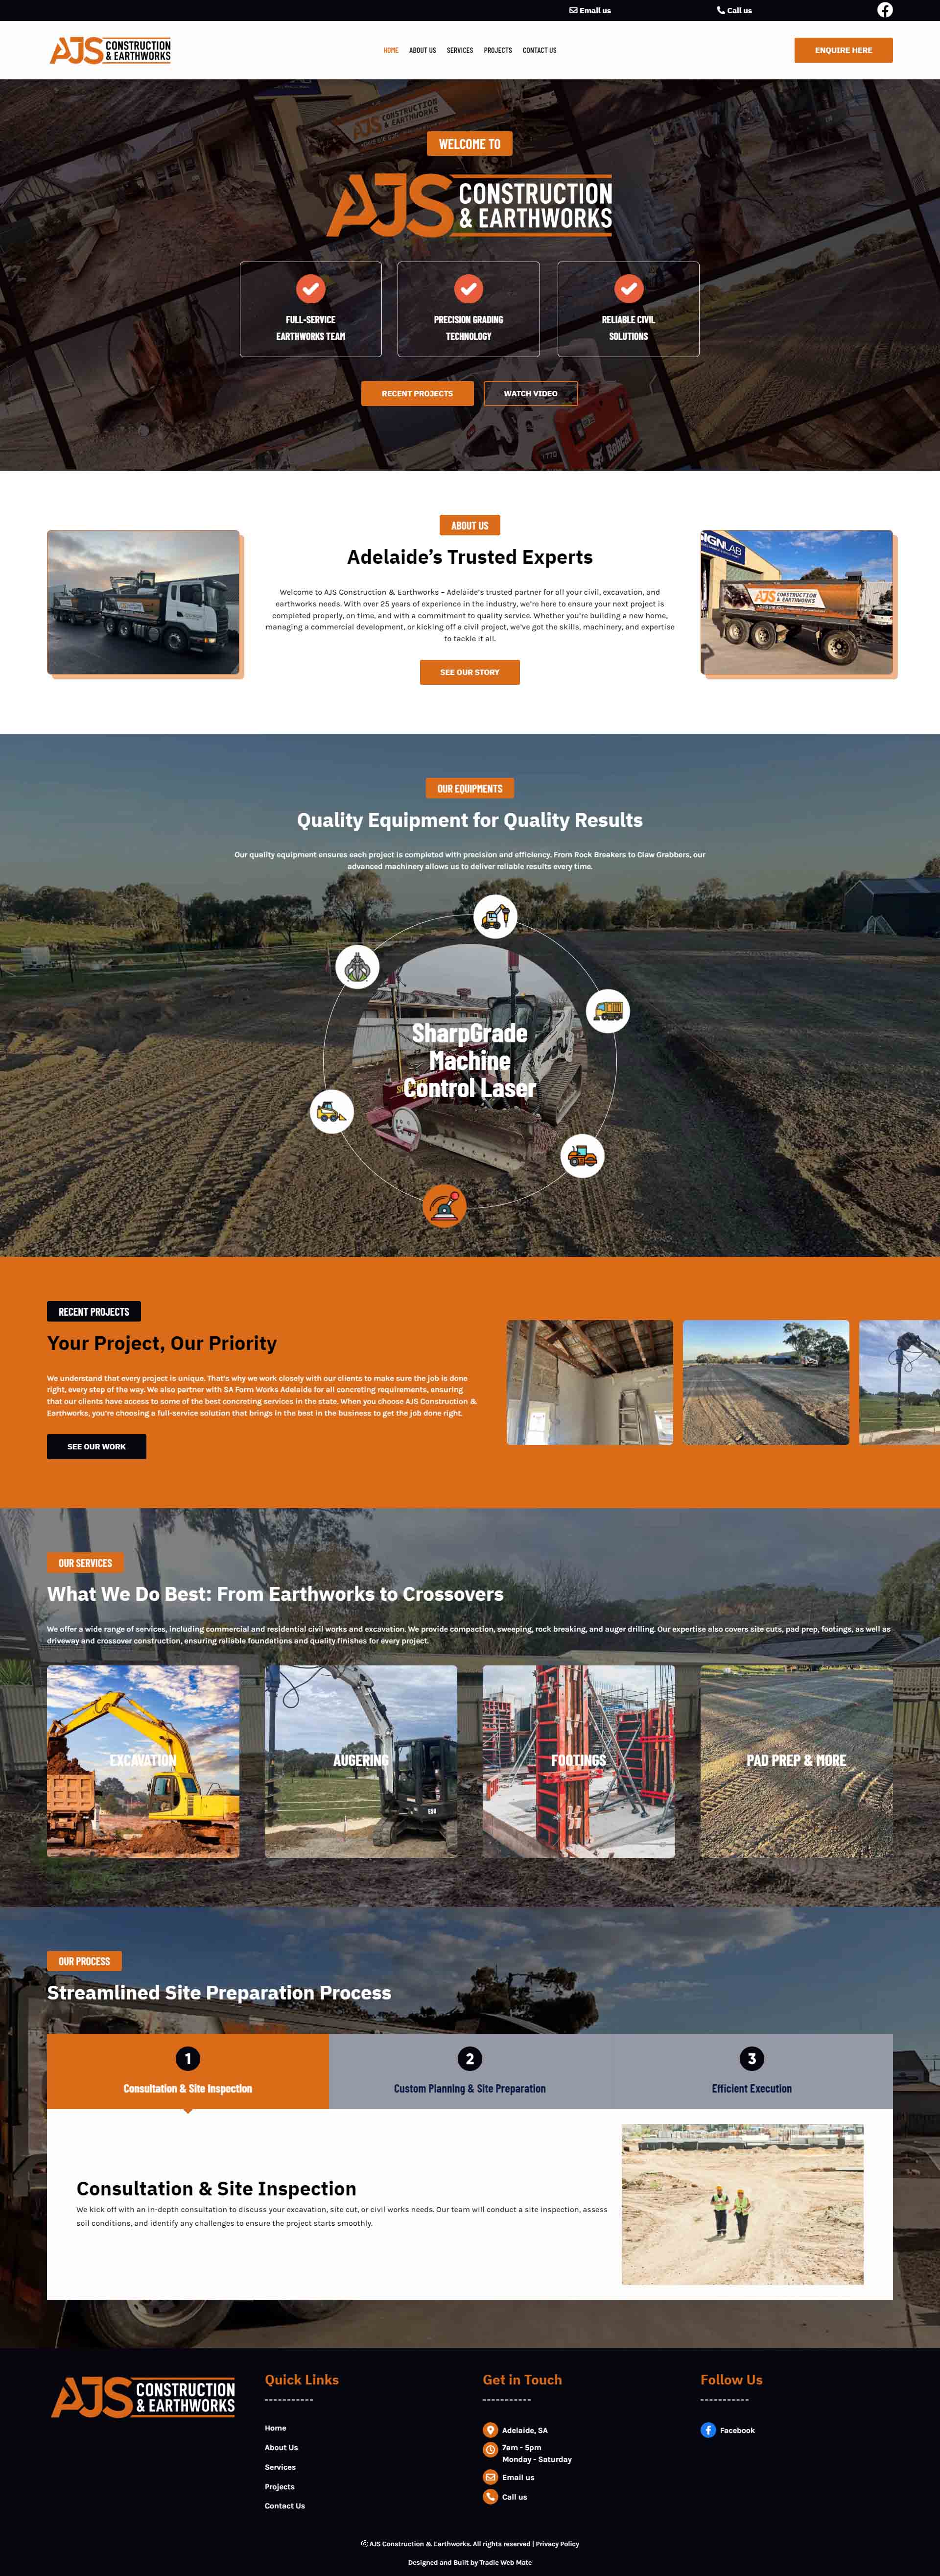 Email us
Call us
AJS CONSTRUCTION
& EARTHWORKS
HOME
ABOUT US
SERVICES
PROJECTS
CONTACT US
ENQUIRE HERE
WELCOME TO
AJS CONSTRUCTION
& EARTHWORKS
FULL-SERVICE
EARTHWORKS TEAM
PRECISION GRADING
TECHNOLOGY
RELIABLE CIVIL
SOLUTIONS
RECENT PROJECTS
WATCH VIDEO
1770
Bobcat
ABOUT US
Adelaide’s Trusted Experts
Welcome to AJS Construction & Earthworks – Adelaide’s trusted partner for all your civil, excavation, and
earthworks needs. With over 25 years of experience in the industry, we’re here to ensure your next project is
completed properly, on time, and with a commitment to quality service. Whether you’re building a new home,
managing a commercial development, or kicking off a civil project, we’ve got the skills, machinery, and expertise
to tackle it all.
SEE OUR STORY
SIGNLAB
AJS CONSTRUCTION
& EARTHWORKS
OUR EQUIPMENTS
Quality Equipment for Quality Results
Our quality equipment ensures each project is completed with precision and efficiency. From Rock Breakers to Claw Grabbers, our
advanced machinery allows us to deliver reliable results every time.
SharpGrade
Machine
Control Laser
RECENT PROJECTS
Your Project, Our Priority
We understand that every project is unique. That’s why we work closely with our clients to make sure the job is done
right, every step of the way. We also partner with SA Form Works Adelaide for all concreting requirements, ensuring
that our clients have access to some of the best concreting services in the state. When you choose AJS Construction &
Earthworks, you’re choosing a full-service solution that brings in the best in the business to get the job done right.
SEE OUR WORK
OUR SERVICES
What We Do Best: From Earthworks to Crossovers
We offer a wide range of services, including commercial and residential civil works and excavation. We provide compaction, sweeping, rock breaking, and auger drilling. Our expertise also covers site cuts, pad prep, footings, as well as
driveway and crossover construction, ensuring reliable foundations and quality finishes for every project.
EXCAVATION
AUGERING
E50
FOOTINGS
PAD PREP & MORE
OUR PROCESS
Streamlined Site Preparation Process
1
Consultation & Site Inspection
2
Custom Planning & Site Preparation
3
Efficient Execution
Consultation & Site Inspection
We kick off with an in-depth consultation to discuss your excavation, site cut, or civil works needs. Our team will conduct a site inspection, assess
soil conditions, and identify any challenges to ensure the project starts smoothly.
AJS CONSTRUCTION
& EARTHWORKS
Quick Links
Home
About Us
Services
Projects
Contact Us
Get in Touch
Adelaide, SA
7am - 5pm
Monday - Saturday
Email us
Call us
Follow Us
Facebook
© AJS Construction & Earthworks. All rights reserved | Privacy Policy
Designed and Built by Tradie Web Mate